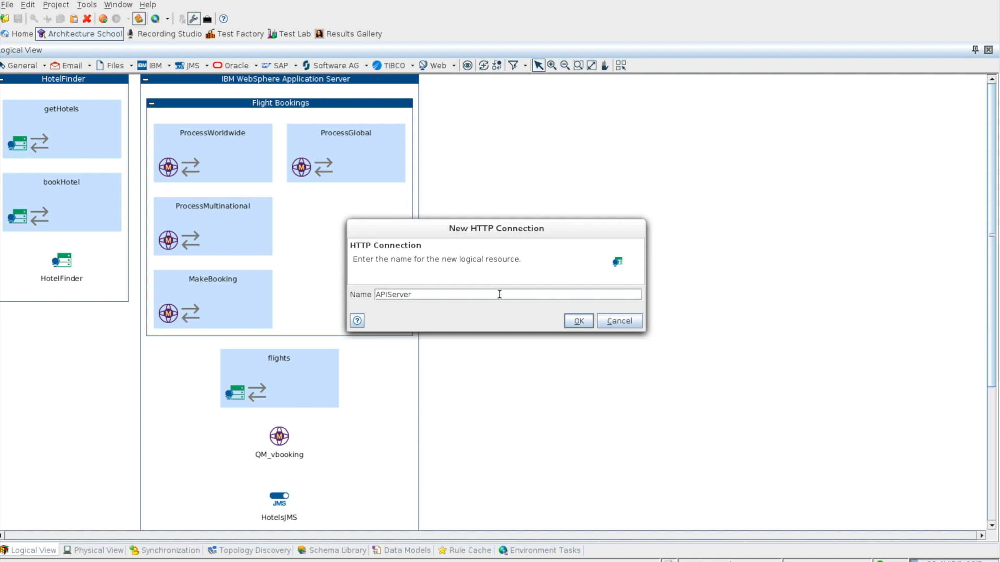 File Edit Project Tools Window Help
Home Architecture School Recording Studio Test Factory Test Lab Results Gallery
ogical View
General Email Files IBM IBM JMS JMS Oracle SAP SAP Software AG TIBCO Web
HotelFinder
IBM WebSphere Application Server
Flight Bookings
getHotels
bookHotel
HotelFinder
ProcessWorldwide
M
ProcessGlobal
M
ProcessMultinational
M
MakeBooking
M
flights
M
QM_vbooking
JMS
HotelsJMS
New HTTP Connection
HTTP Connection
Enter the name for the new logical resource.
Name APIServer
? OK Cancel
Logical View Physical View Synchronization Topology Discovery Schema Library Data Models Rule Cache Environment Tasks